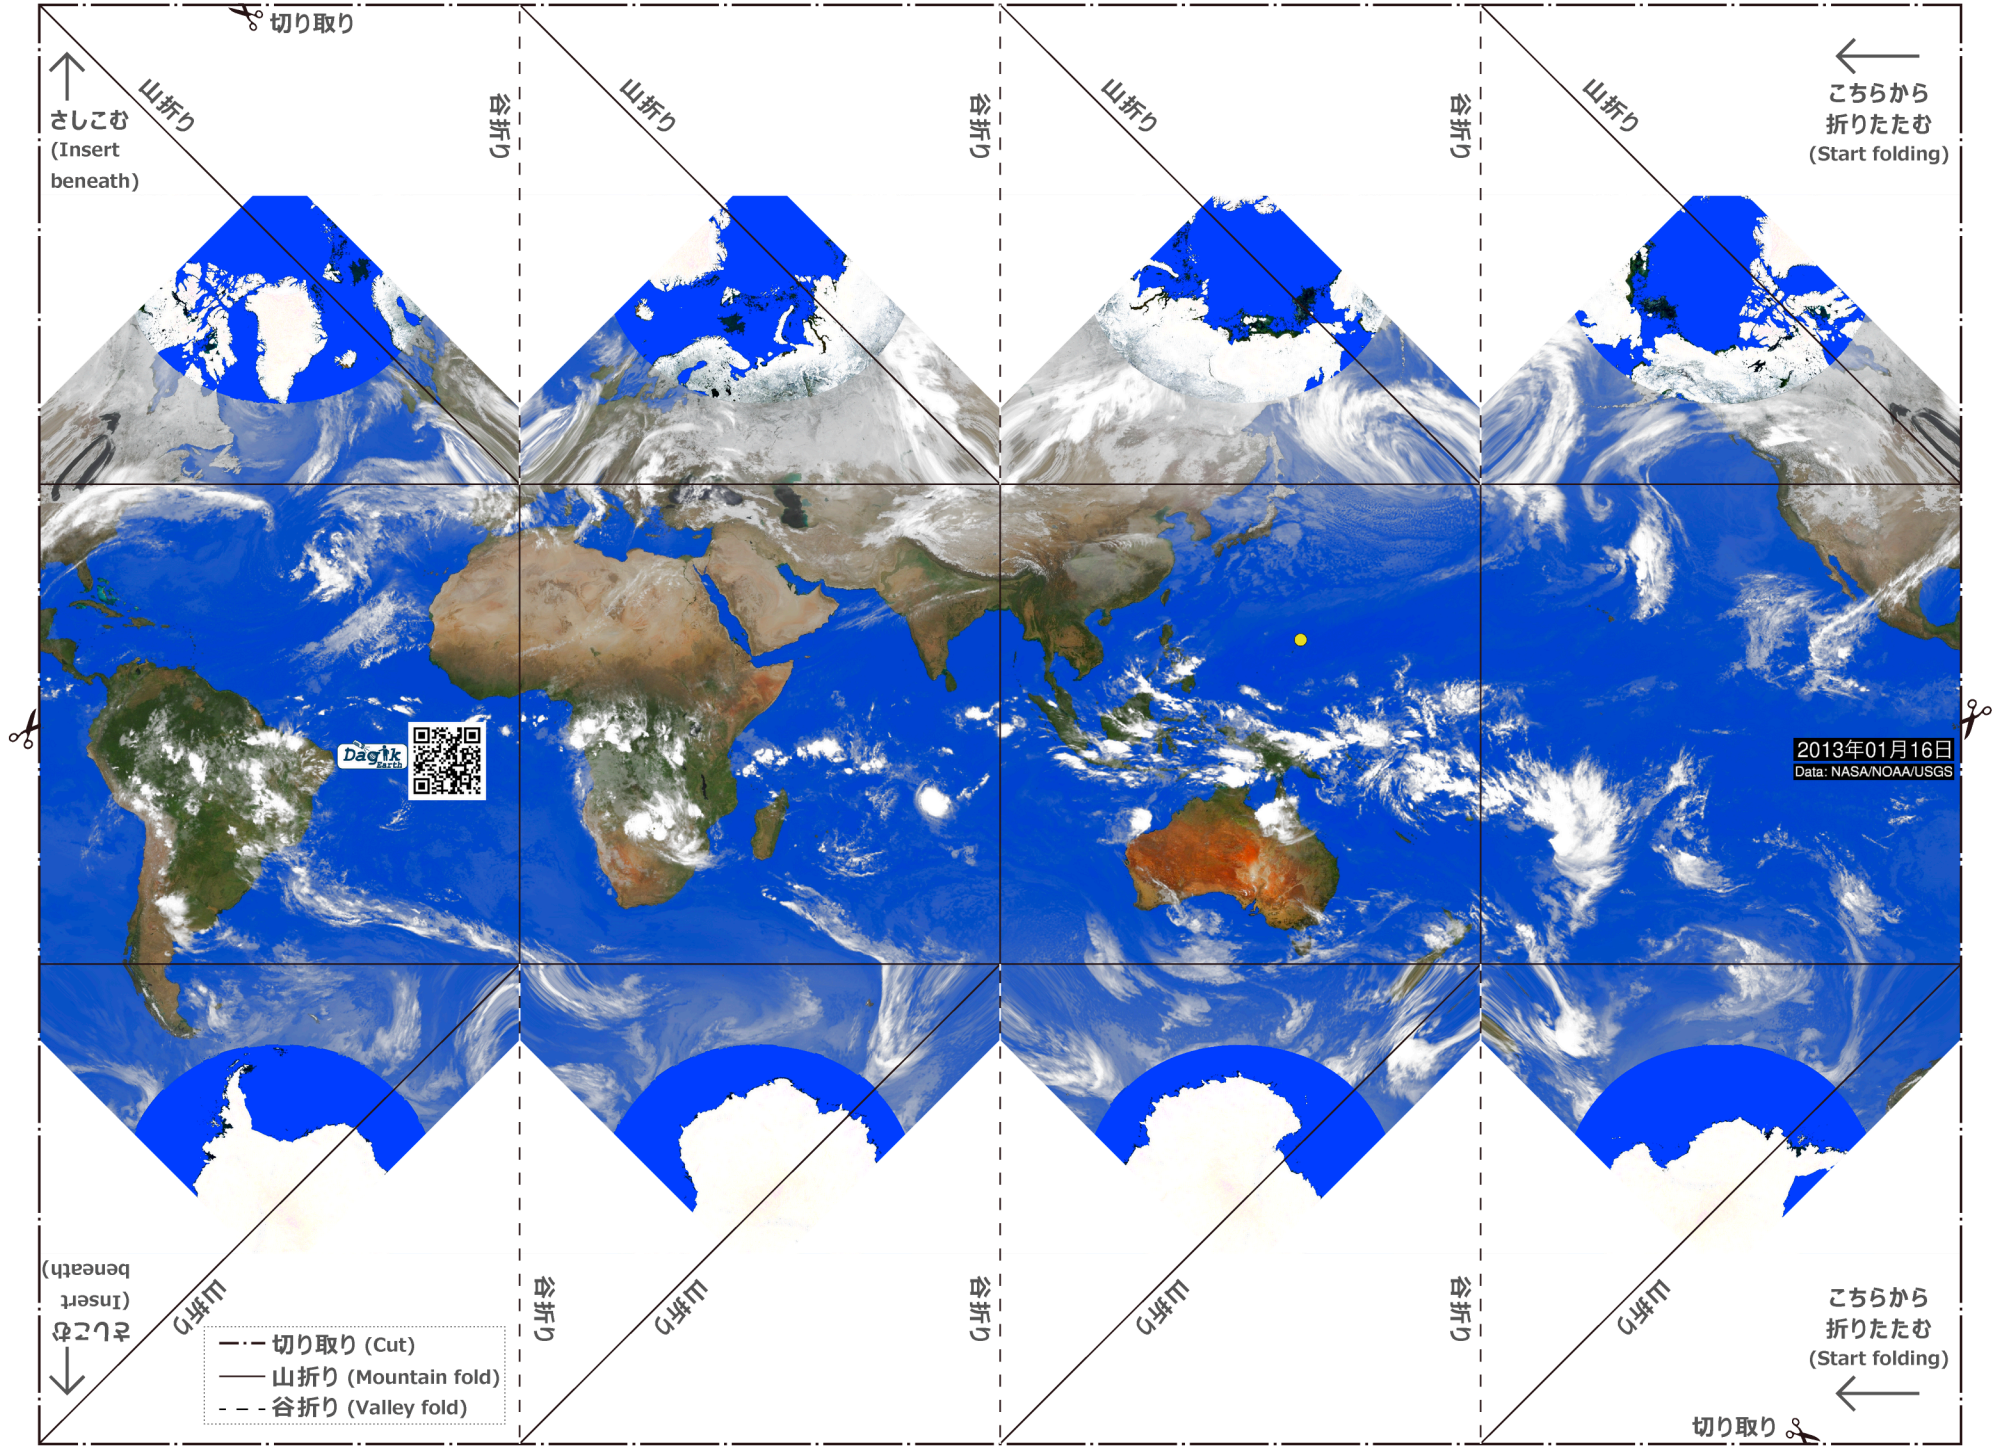 切り取り
さしこむ
(Insert
beneath)
山折り
谷折り
山折り
谷折り
山折り
谷折り
山折り
こちらから
折りたたむ
(Start folding)
Dagik
Earth
2013年01月16日
Data: NASA/NOAA/USGS
さしこむ
(Insert
beneath)
山折り
谷折り
山折り
谷折り
山折り
谷折り
山折り
こちらから
折りたたむ
(Start folding)
切り取り (Cut)
山折り (Mountain fold)
谷折り (Valley fold)
切り取り